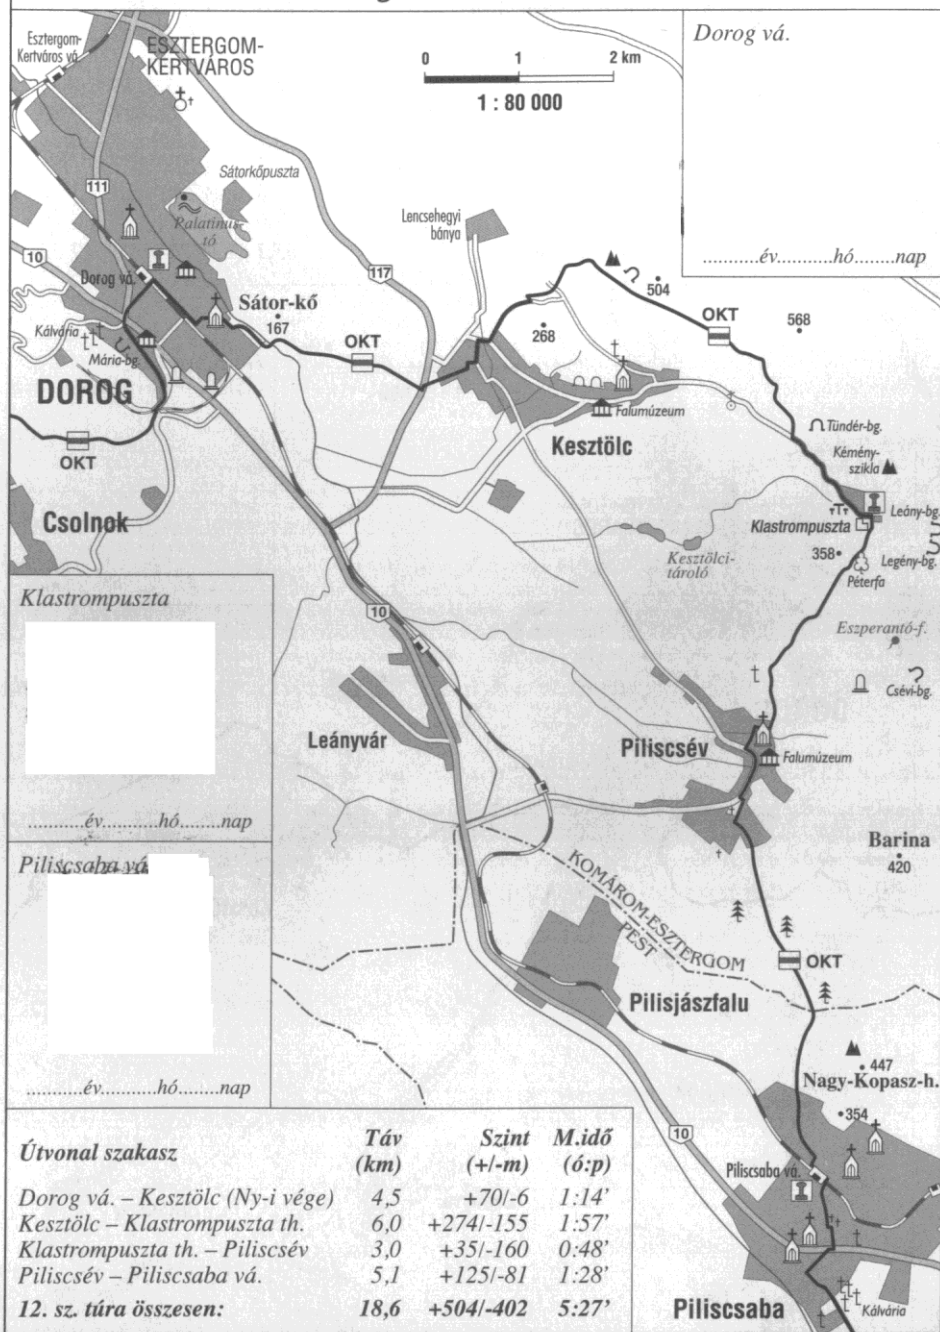 Esztergom-
Kertváros vá.
ESZTERGOM-
KERTVÁROS
0 1 2 km
1 : 80 000
Dorog vá.
...........év...........hó........nap
111
Sátorkőpuszta
Palatinus-
tó
Lencsehegyi
bánya
10
117
Dorog vá.
Sátor-kő
167
504
OKT
568
268
OKT
Kálvária
Mária-bg.
DOROG
Falumúzeum
Kesztölc
OKT
Tündér-bg.
Kémény-
szikla
Csolnok
Leány-bg.
Klastrompuszta
Kesztölci-
tároló
358
Legény-bg.
Péterfa
Klastrompuszta
10
Eszperantó-f.
Csévi-bg.
Leányvár
Piliscsév
Falumúzeum
...........év...........hó........nap
Piliscsaba vá.
Barina
420
KOMÁROM-ESZTERGOM
PEST
OKT
Pilisjászfalu
447
Nagy-Kopasz-h.
...........év...........hó........nap
354
10
Piliscsaba vá.
Útvonal szakasz Táv (km) Szint (+/-m) M.idő (ó:p)
Dorog vá. – Kesztölc (Ny-i vége) 4,5 +70/-6 1:14’
Kesztölc – Klastrompuszta th. 6,0 +274/-155 1:57’
Klastrompuszta th. – Piliscsév 3,0 +35/-160 0:48’
Piliscsév – Piliscsaba vá. 5,1 +125/-81 1:28’
12. sz. túra összesen: 18,6 +504/-402 5:27’
Piliscsaba
Kálvária